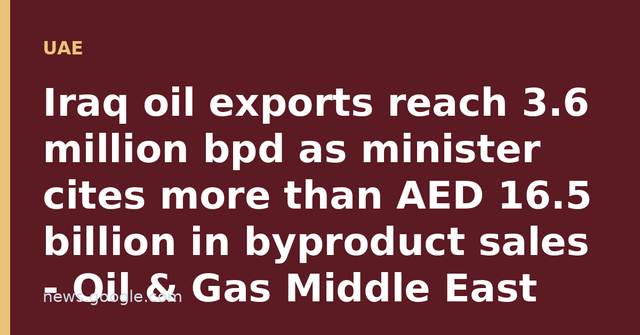 UAE
Iraq oil exports reach 3.6
million bpd as minister
cites more than AED 16.5
billion in byproduct sales
- Oil & Gas Middle East
news.google.com